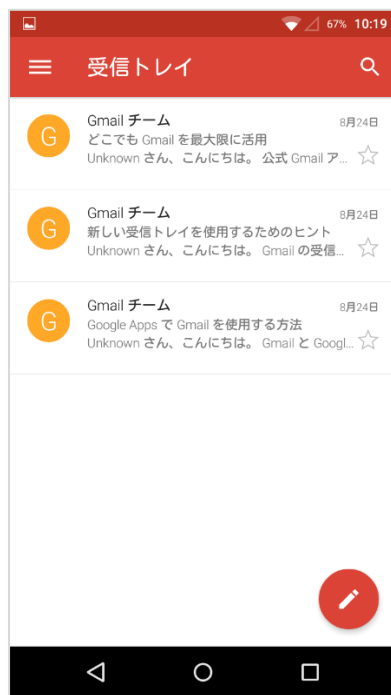 67% 10:19
受信トレイ
G
Gmail チーム
8月24日
どこでも Gmail を最大限に活用
Unknown さん、こんにちは。 公式 Gmail ア...
G
Gmail チーム
8月24日
新しい受信トレイを使用するためのヒント
Unknown さん、こんにちは。 Gmail の受信...
G
Gmail チーム
8月24日
Google Apps で Gmail を使用する方法
Unknown さん、こんにちは。 Gmail と Googl...